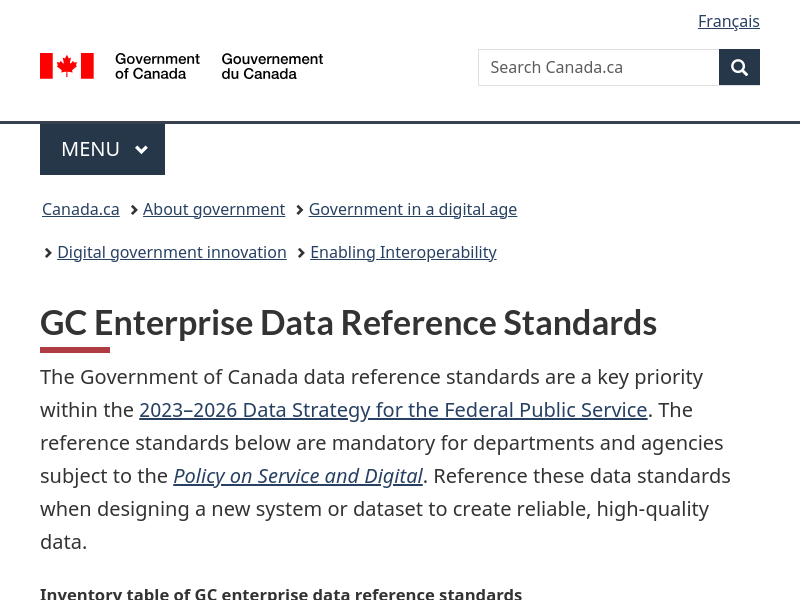 Français
Government of Canada
Gouvernement du Canada
Search Canada.ca
MENU
Canada.ca > About government > Government in a digital age
> Digital government innovation > Enabling Interoperability
GC Enterprise Data Reference Standards
The Government of Canada data reference standards are a key priority
within the 2023–2026 Data Strategy for the Federal Public Service. The
reference standards below are mandatory for departments and agencies
subject to the Policy on Service and Digital. Reference these data standards
when designing a new system or dataset to create reliable, high-quality
data.
Inventory table of GC enterprise data reference standards